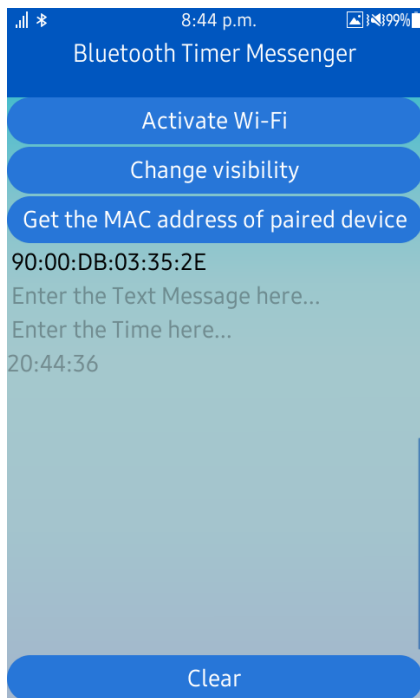 8:44 p.m. 99%
Bluetooth Timer Messenger
Activate Wi-Fi
Change visibility
Get the MAC address of paired device
90:00:DB:03:35:2E
Enter the Text Message here...
Enter the Time here...
20:44:36
Clear